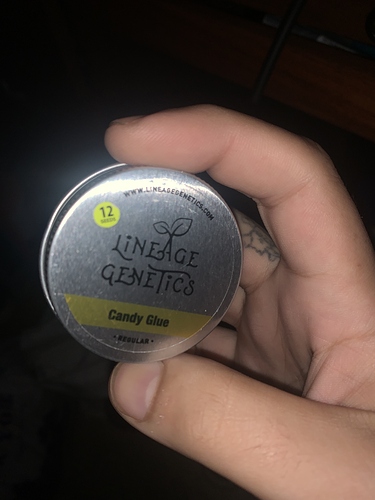 WWW.LINEAGEGENETICS.COM
12
SEEDS
LINEAGE
GENETICS
Candy Glue
• REGULAR •